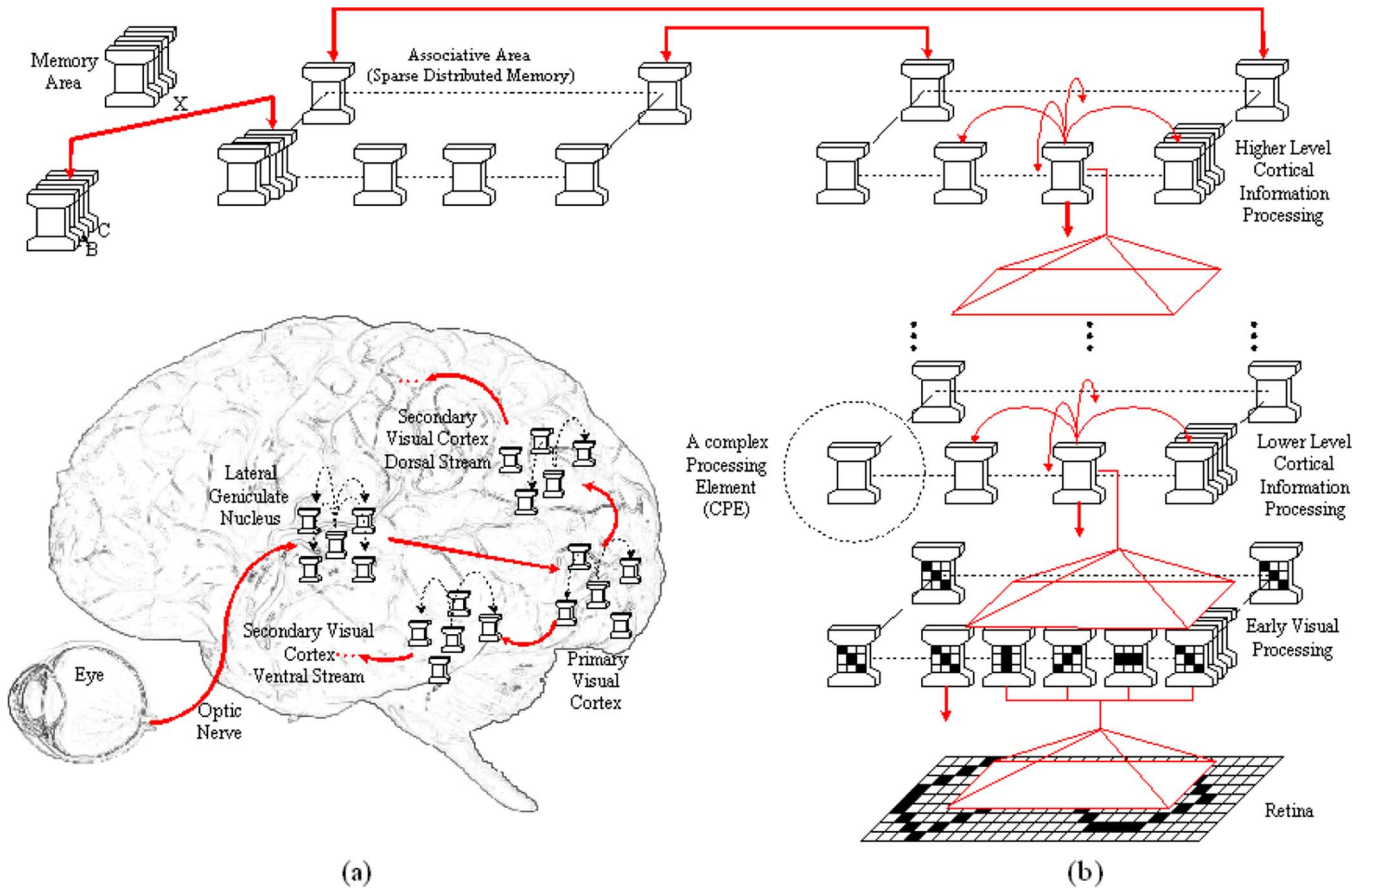 Memory
Area
X
C
B
Associative Area
(Sparse Distributed Memory)
Higher Level
Cortical
Information
Processing
Secondary
Visual Cortex
Dorsal Stream
Lateral
Geniculate
Nucleus
Secondary Visual
Cortex
Ventral Stream
Eye
Optic
Nerve
Primary
Visual
Cortex
A complex
Processing
Element
(CPE)
Lower Level
Cortical
Information
Processing
Early Visual
Processing
Retina
(a)
(b)